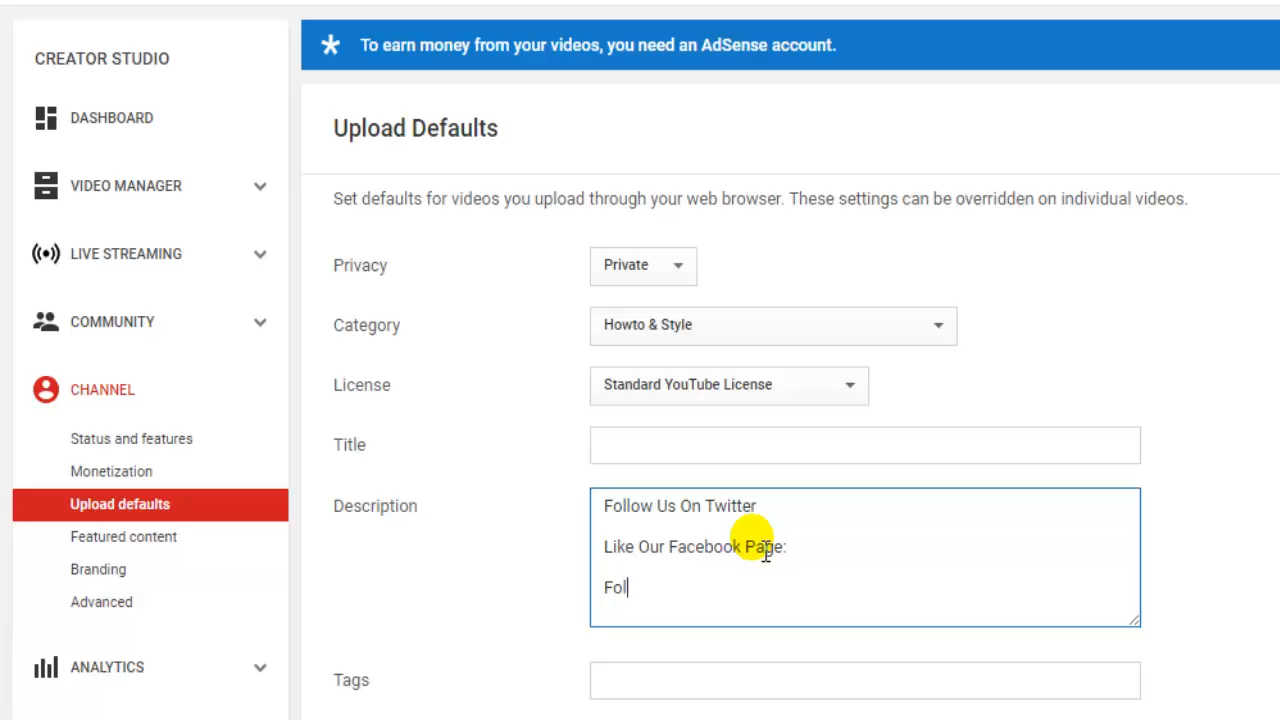 CREATOR STUDIO
DASHBOARD
VIDEO MANAGER
LIVE STREAMING
COMMUNITY
CHANNEL
Status and features
Monetization
Upload defaults
Featured content
Branding
Advanced
ANALYTICS
To earn money from your videos, you need an AdSense account.
Upload Defaults
Set defaults for videos you upload through your web browser. These settings can be overridden on individual videos.
Privacy
Private
Category
Howto & Style
License
Standard YouTube License
Title
Description
Follow Us On Twitter
Like Our Facebook Page:
Fol
Tags